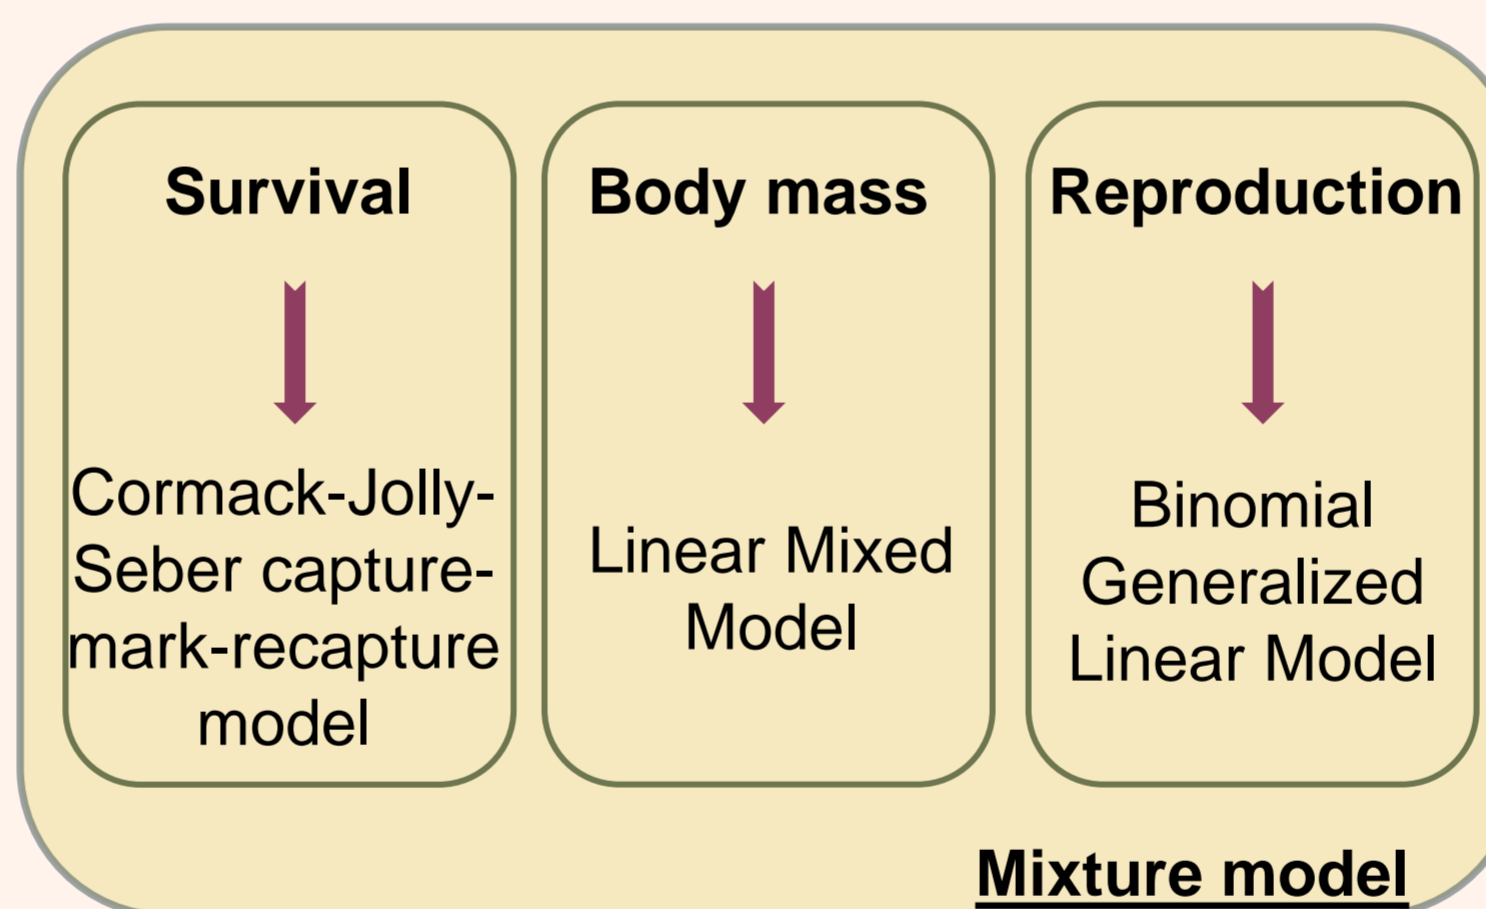 Survival
Cormack-Jolly-
Seber capture-
mark-recapture
model
Body mass
Linear Mixed
Model
Reproduction
Binomial
Generalized
Linear Model
Mixture model